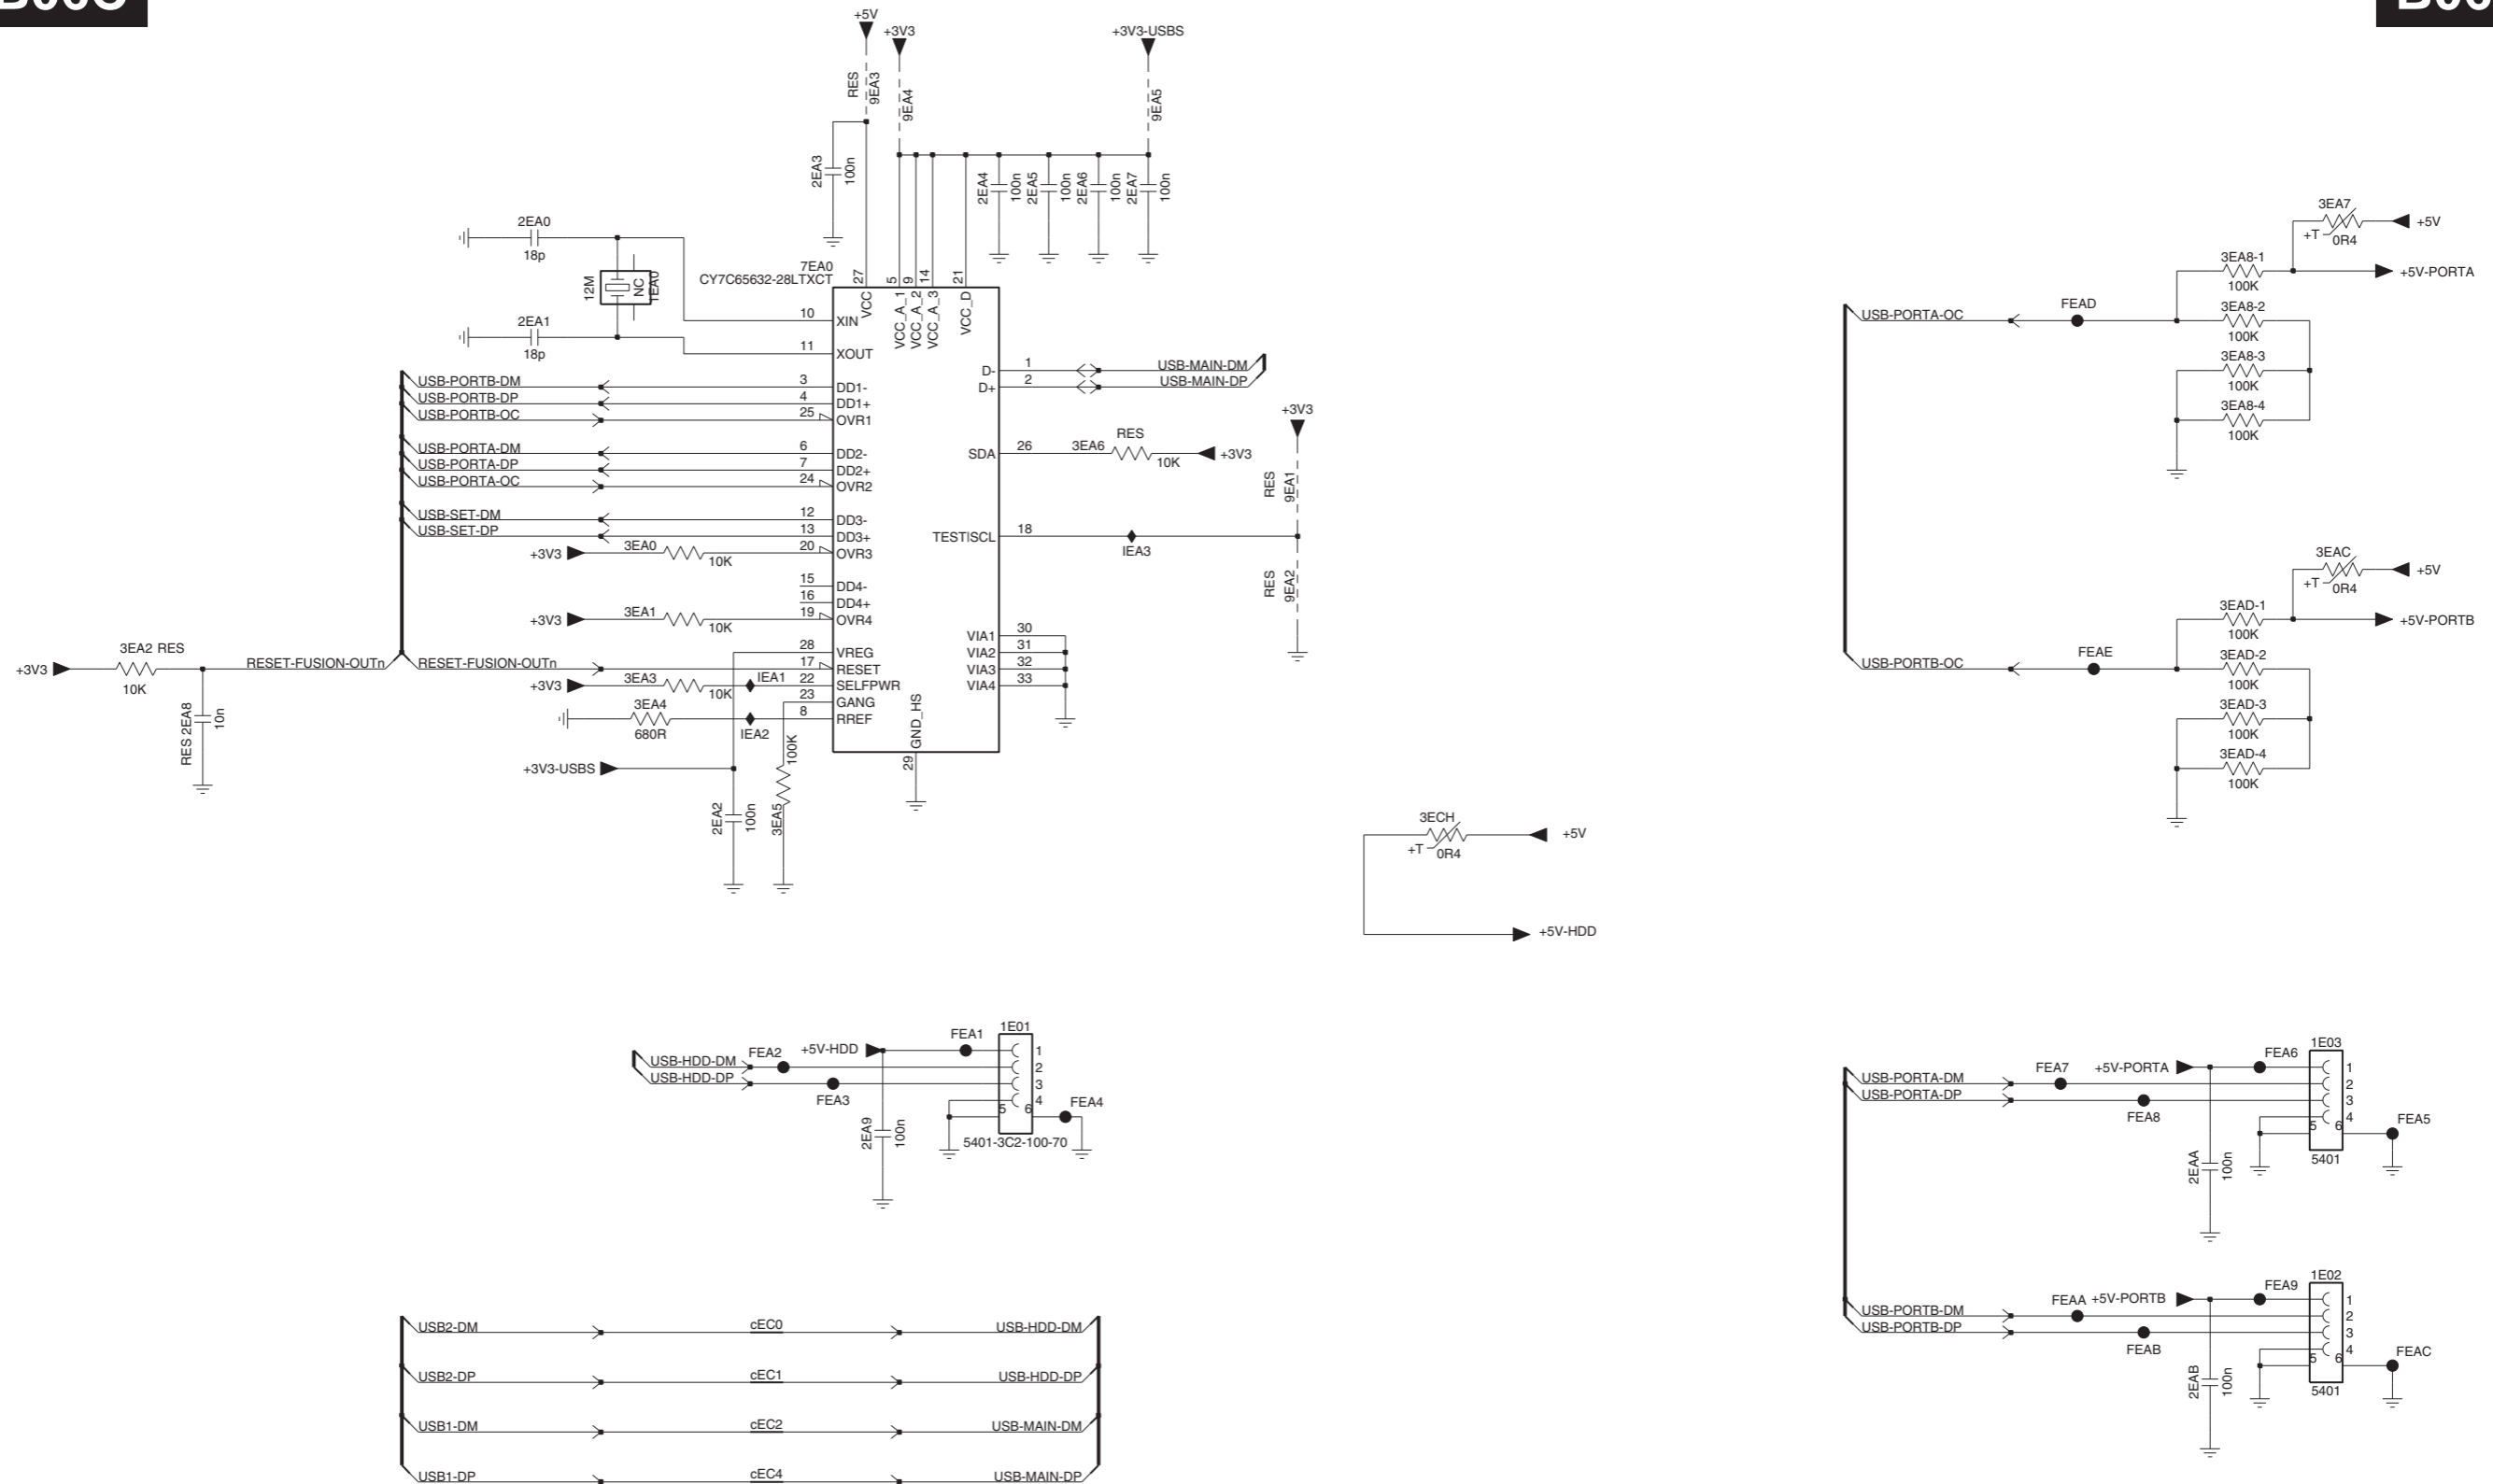 +5V
+3V3
+3V3-USBS
RES
9EA3
9EA4
9EA5
2EA3
100n
2EA4
100n
2EA5
100n
2EA6
100n
2EA7
100n
2EA0
18p
12M
NC
1EA0
2EA1
18p
7EA0
CY7C65632-28LTXCT
27
5
9
14
21
VCC
VCC_A_1
VCC_A_2
VCC_A_3
VCC_D
10 XIN
11 XOUT
USB-PORTB-DM 3 DD1-
USB-PORTB-DP 4 DD1+
USB-PORTB-OC 25 OVR1
USB-PORTA-DM 6 DD2-
USB-PORTA-DP 7 DD2+
USB-PORTA-OC 24 OVR2
USB-SET-DM 12 DD3-
USB-SET-DP 13 DD3+
+3V3 3EA0 10K 20 OVR3
15 DD4-
16 DD4+
+3V3 3EA1 10K 19 OVR4
28 VREG
+3V3 3EA2 RES 10K RESET-FUSION-OUTn RESET-FUSION-OUTn 17 RESET
+3V3 3EA3 10K IEA1 22 SELFPWR
23 GANG
3EA4 680R IEA2 8 RREF
RES 2EA8
10n
+3V3-USBS
2EA2
100n
3EA5
100K
GND_HS
29
D- 1 USB-MAIN-DM
D+ 2 USB-MAIN-DP
SDA 26 3EA6 RES 10K +3V3
+3V3
RES
9EA1
TEST|SCL 18 IEA3
RES
9EA2
VIA1 30
VIA2 31
VIA3 32
VIA4 33
3ECH
+T 0R4
+5V
+5V-HDD
3EA7
+T 0R4
+5V
3EA8-1
100K
+5V-PORTA
USB-PORTA-OC FEAD
3EA8-2
100K
3EA8-3
100K
3EA8-4
100K
3EAC
+T 0R4
+5V
3EAD-1
100K
+5V-PORTB
USB-PORTB-OC FEAE
3EAD-2
100K
3EAD-3
100K
3EAD-4
100K
1E01
+5V-HDD FEA1 1
USB-HDD-DM FEA2 2
USB-HDD-DP FEA3 3
4
5 6 FEA4
2EA9
100n
5401-3C2-100-70
1E03
+5V-PORTA FEA6 1
USB-PORTA-DM FEA7 2
USB-PORTA-DP FEA8 3
4
5 6 FEA5
2EAA
100n
5401
1E02
+5V-PORTB FEA9 1
USB-PORTB-DM FEAA 2
USB-PORTB-DP FEAB 3
4
5 6 FEAC
2EAB
100n
5401
USB2-DM cEC0 USB-HDD-DM
USB2-DP cEC1 USB-HDD-DP
USB1-DM cEC2 USB-MAIN-DM
USB1-DP cEC4 USB-MAIN-DP